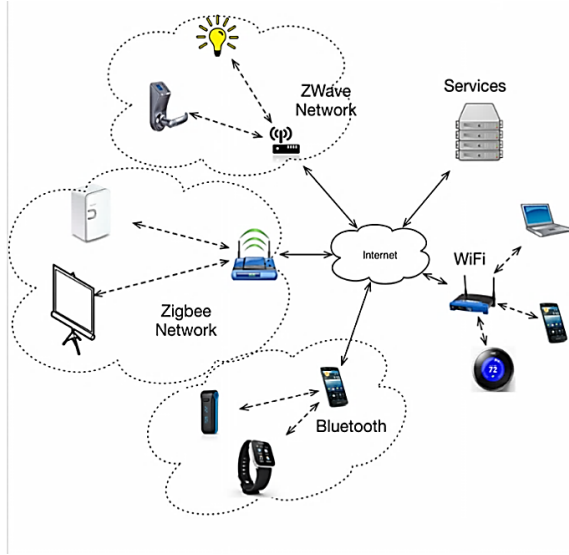 ZWave
Network
Services
Internet
WiFi
72
Zigbee
Network
Bluetooth